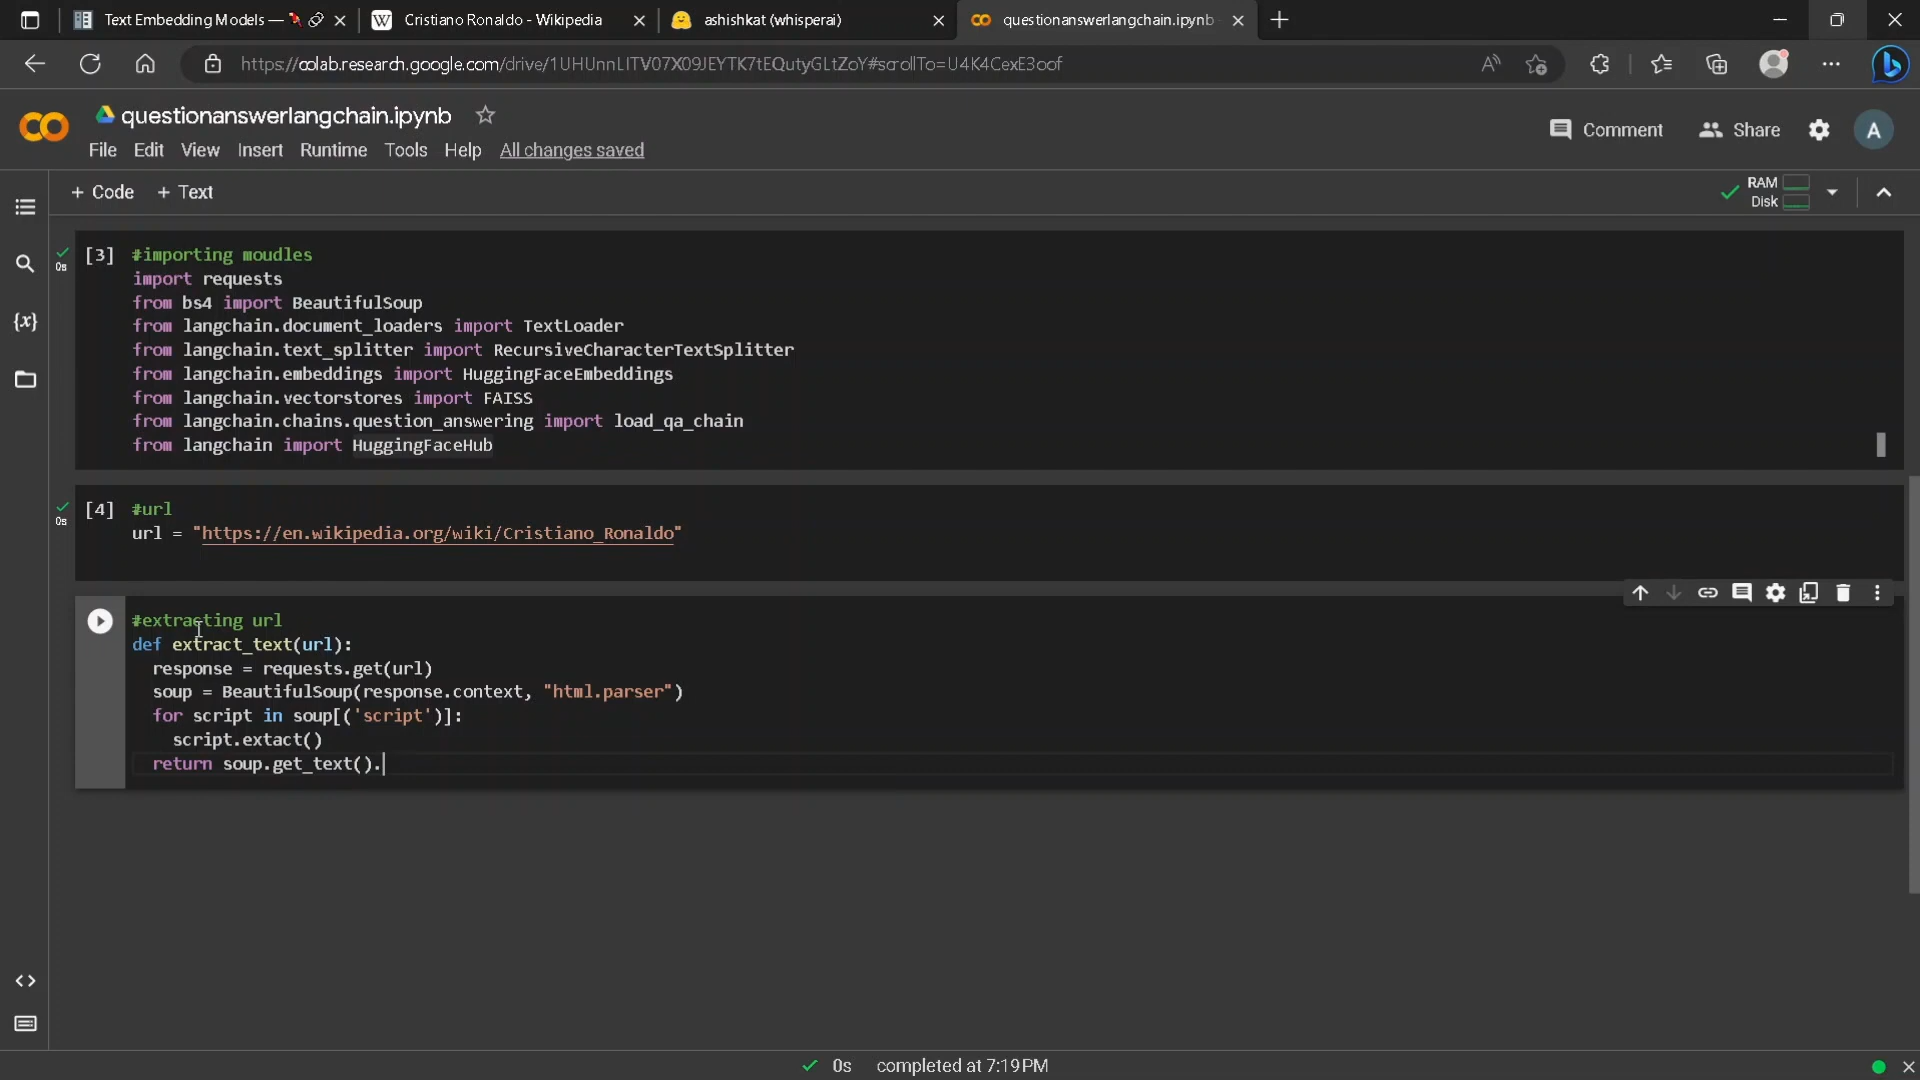 Text Embedding Models —
Cristiano Ronaldo - Wikipedia
ashishkat (whisperai)
questionanswerlangchain.ipynb
https://colab.research.google.com/drive/1UHUnnLITV07X09JEYTK7tEQutyGLtZoY#scrollTo=U4K4CexE3oof
questionanswerlangchain.ipynb
File Edit View Insert Runtime Tools Help All changes saved
Comment Share A
+ Code + Text
RAM
Disk
[3] #importing moudles
0s
import requests
from bs4 import BeautifulSoup
from langchain.document_loaders import TextLoader
from langchain.text_splitter import RecursiveCharacterTextSplitter
from langchain.embeddings import HuggingFaceEmbeddings
from langchain.vectorstores import FAISS
from langchain.chains.question_answering import load_qa_chain
from langchain import HuggingFaceHub
{x}
[4] #url
0s
url = "https://en.wikipedia.org/wiki/Cristiano_Ronaldo"
#extracting url
def extract_text(url):
response = requests.get(url)
soup = BeautifulSoup(response.context, "html.parser")
for script in soup[('script')]:
script.extact()
return soup.get_text().
0s completed at 7:19 PM